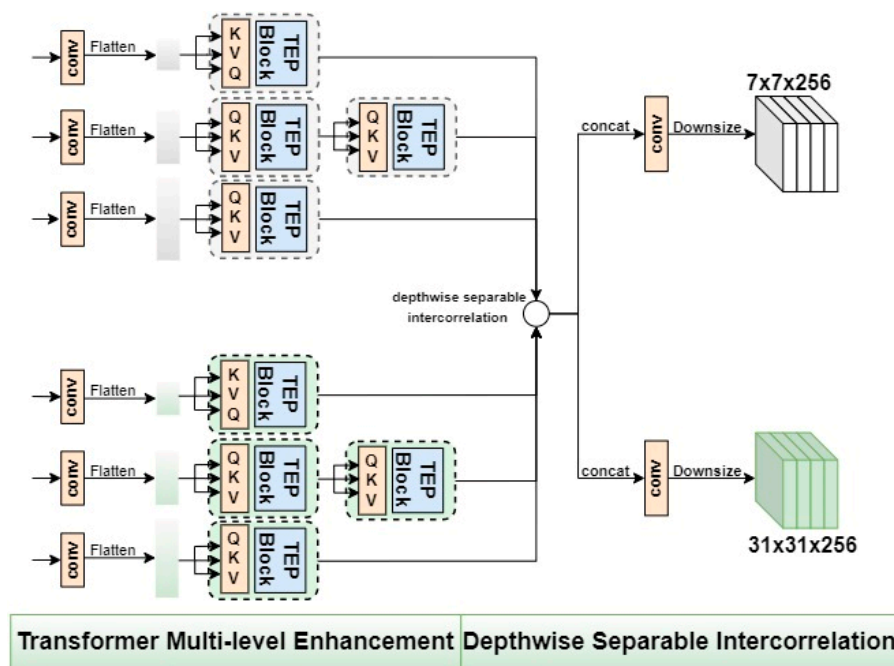 conv
Flatten
K
V
Q
TEP
Block
conv
Flatten
Q
K
V
TEP
Block
Q
K
V
TEP
Block
conv
Flatten
Q
K
V
TEP
Block
depthwise separable
intercorrelation
concat
conv
Downsize
7x7x256
conv
Flatten
K
V
Q
TEP
Block
conv
Flatten
Q
K
V
TEP
Block
Q
K
V
TEP
Block
conv
Flatten
Q
K
V
TEP
Block
concat
conv
Downsize
31x31x256
Transformer Multi-level Enhancement
Depthwise Separable Intercorrelation